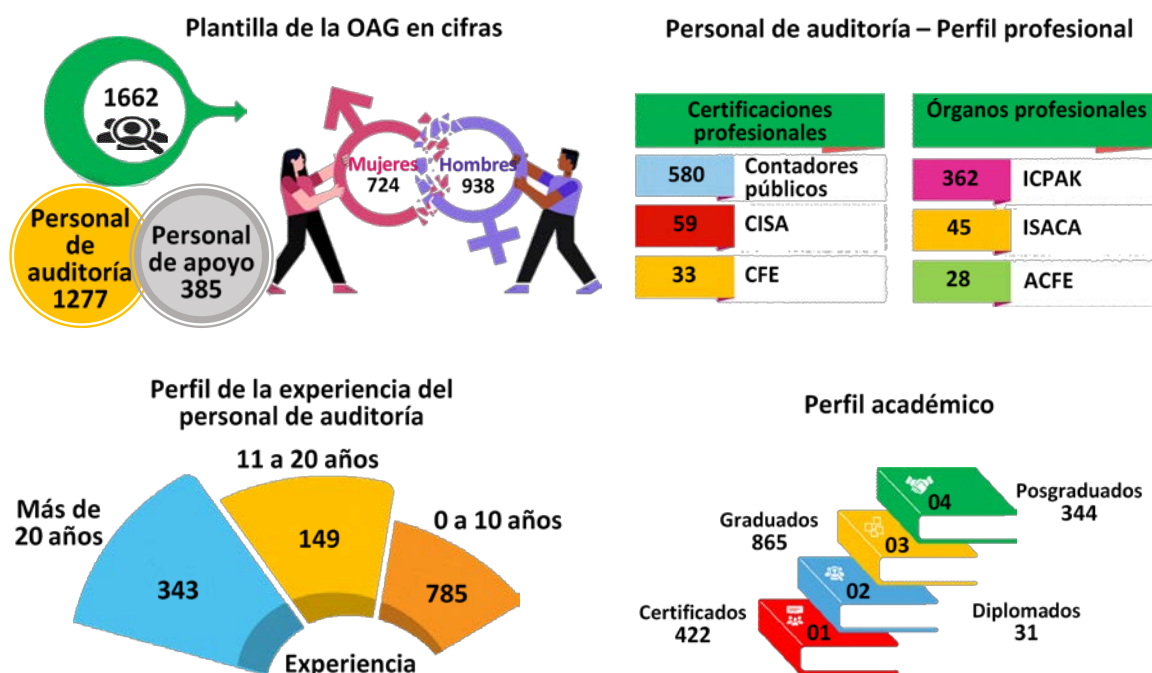 Plantilla de la OAG en cifras
1662
Mujeres
724
Hombres
938
Personal
de
auditoría
1277
Personal
de apoyo
385
Personal de auditoría – Perfil profesional
Certificaciones
profesionales
580
Contadores
públicos
59
CISA
33
CFE
Órganos profesionales
362
ICPAK
45
ISACA
28
ACFE
Perfil de la experiencia del
personal de auditoría
Más de
20 años
343
11 a 20 años
149
0 a 10 años
785
Experiencia
Perfil académico
04
Posgraduados
344
Graduados
865
03
02
Diplomados
31
Certificados
422
01